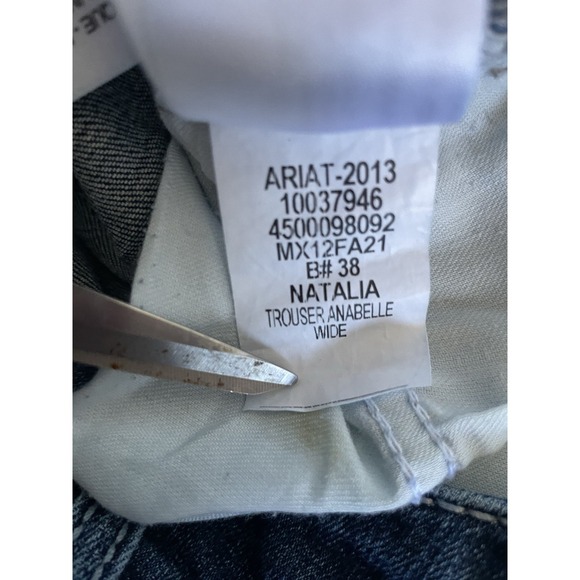 ARIAT-2013
10037946
4500098092
MX12FA21
B# 38
NATALIA
TROUSER ANABELLE
WIDE